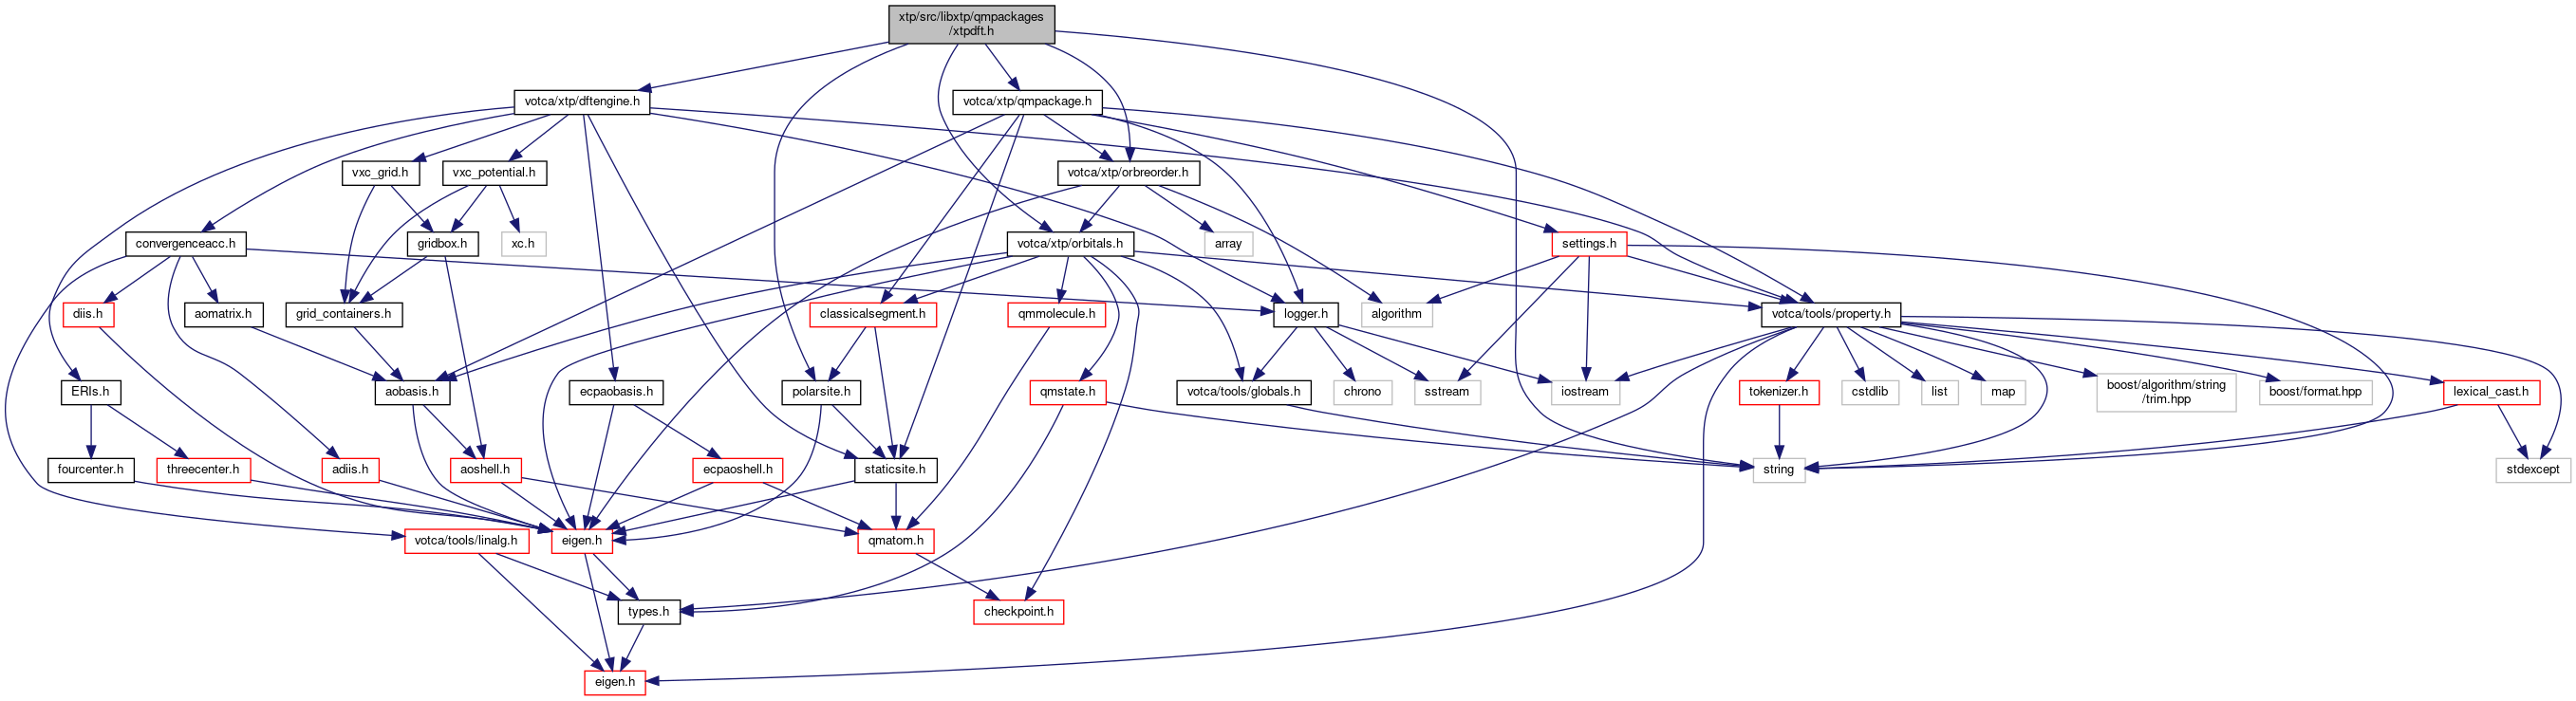 xtp/src/libxtp/qmpackages
/xtpdft.h
votca/xtp/dftengine.h
votca/xtp/qmpackage.h
vxc_grid.h
vxc_potential.h
votca/xtp/orbreorder.h
convergenceacc.h
gridbox.h
xc.h
votca/xtp/orbitals.h
array
settings.h
diis.h
aomatrix.h
grid_containers.h
classicalsegment.h
qmmolecule.h
logger.h
algorithm
votca/tools/property.h
ERIs.h
aobasis.h
ecpaobasis.h
polarsite.h
qmstate.h
votca/tools/globals.h
chrono
sstream
iostream
tokenizer.h
cstdlib
list
map
boost/algorithm/string
/trim.hpp
boost/format.hpp
lexical_cast.h
fourcenter.h
threecenter.h
adiis.h
aoshell.h
ecpaoshell.h
staticsite.h
string
stdexcept
votca/tools/linalg.h
eigen.h
qmatom.h
types.h
checkpoint.h
eigen.h